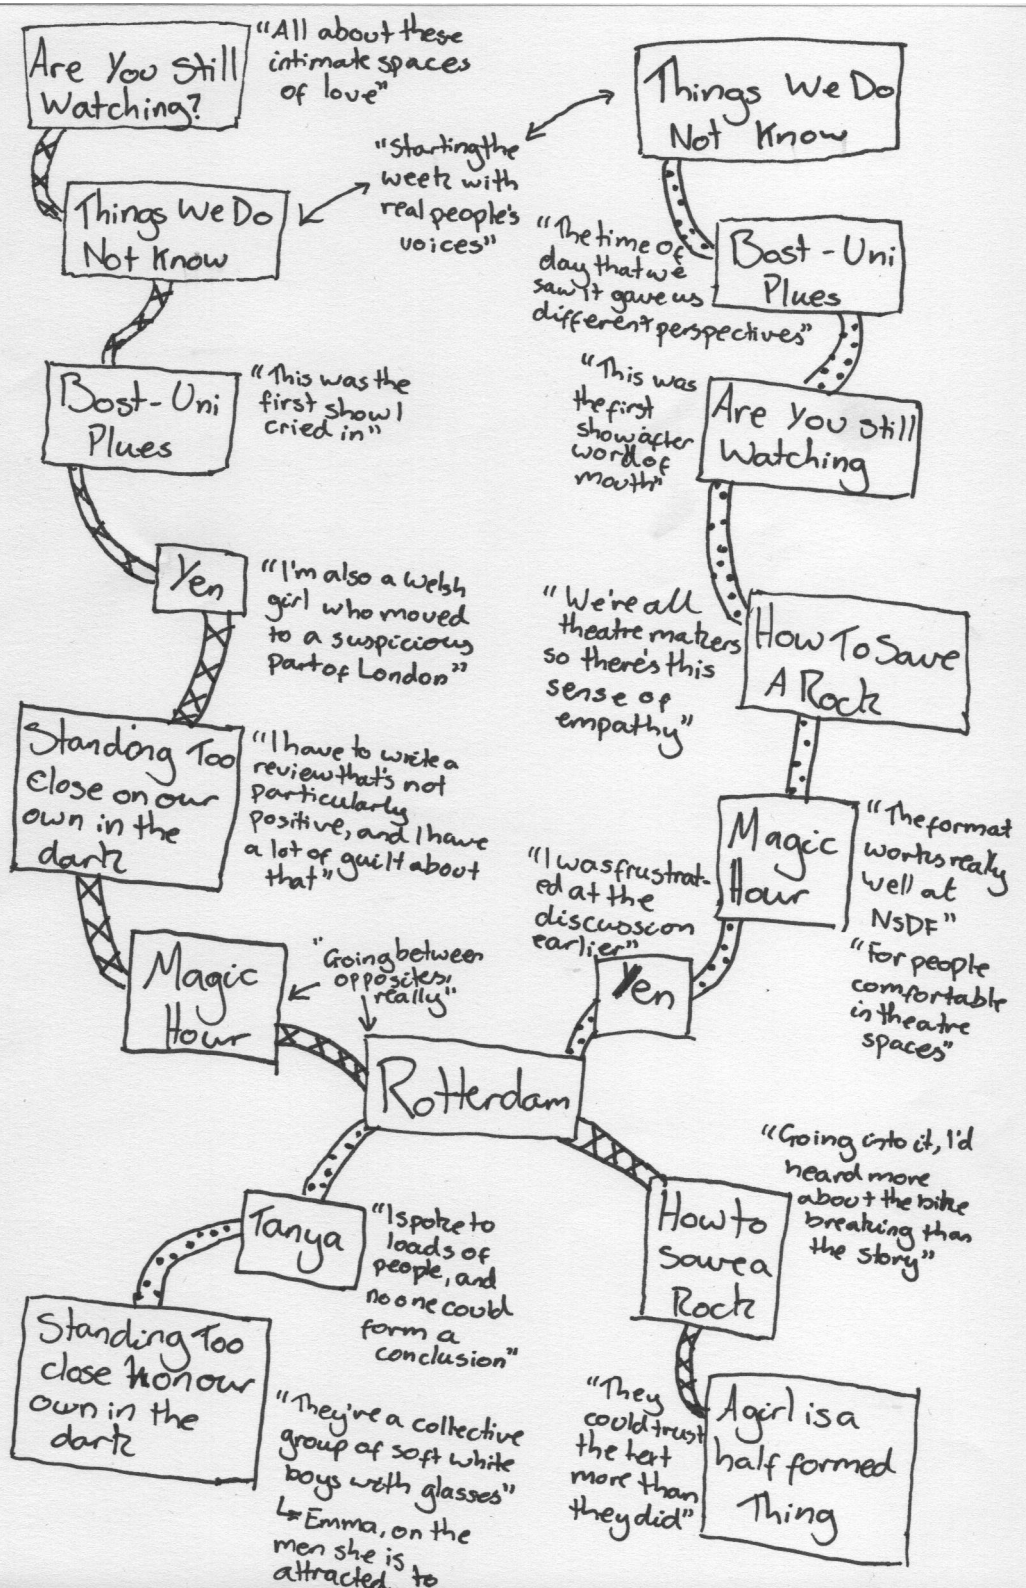 Are You Still
Watching?
"All about these
intimate spaces
of love"
"Starting the
week with
real people's
voices"
Things We Do
Not Know
Things We Do
Not Know
"The time of
day that we
saw it gave us
different perspectives"
Bost-Uni
Plues
Bost-Uni
Plues
"This was the
first show I
cried in"
"This was
the first
show after
word of
mouth"
Are You Still
Watching
Yen
"I'm also a Welsh
girl who moved
to a suspicious
part of London"
"We're all
theatre makers
so there's this
sense of
empathy"
How To Save
A Rock
Standing Too
Close on our
own in the
dark
"I have to write a
review that's not
particularly
positive, and I have
a lot of guilt about
that"
Magic
Hour
"The format
works really
well at
NSDF"
"For people
comfortable
in theatre
spaces"
"I was frustrat-
ed at the
discussion
earlier"
Yen
Magic
Hour
"Going between
opposites,
really"
Rotterdam
Tanya
"I spoke to
loads of
people, and
no one could
form a
conclusion"
How to
Save a
Rock
"Going into it, I'd
heard more
about the bike
breaking than
the story"
Standing Too
close on our
own in the
dark
"They're a collective
group of soft white
boys with glasses"
Emma, on the
men she is
attracted to
"They
could trust
the text
more than
they did"
A girl is a
half formed
Thing